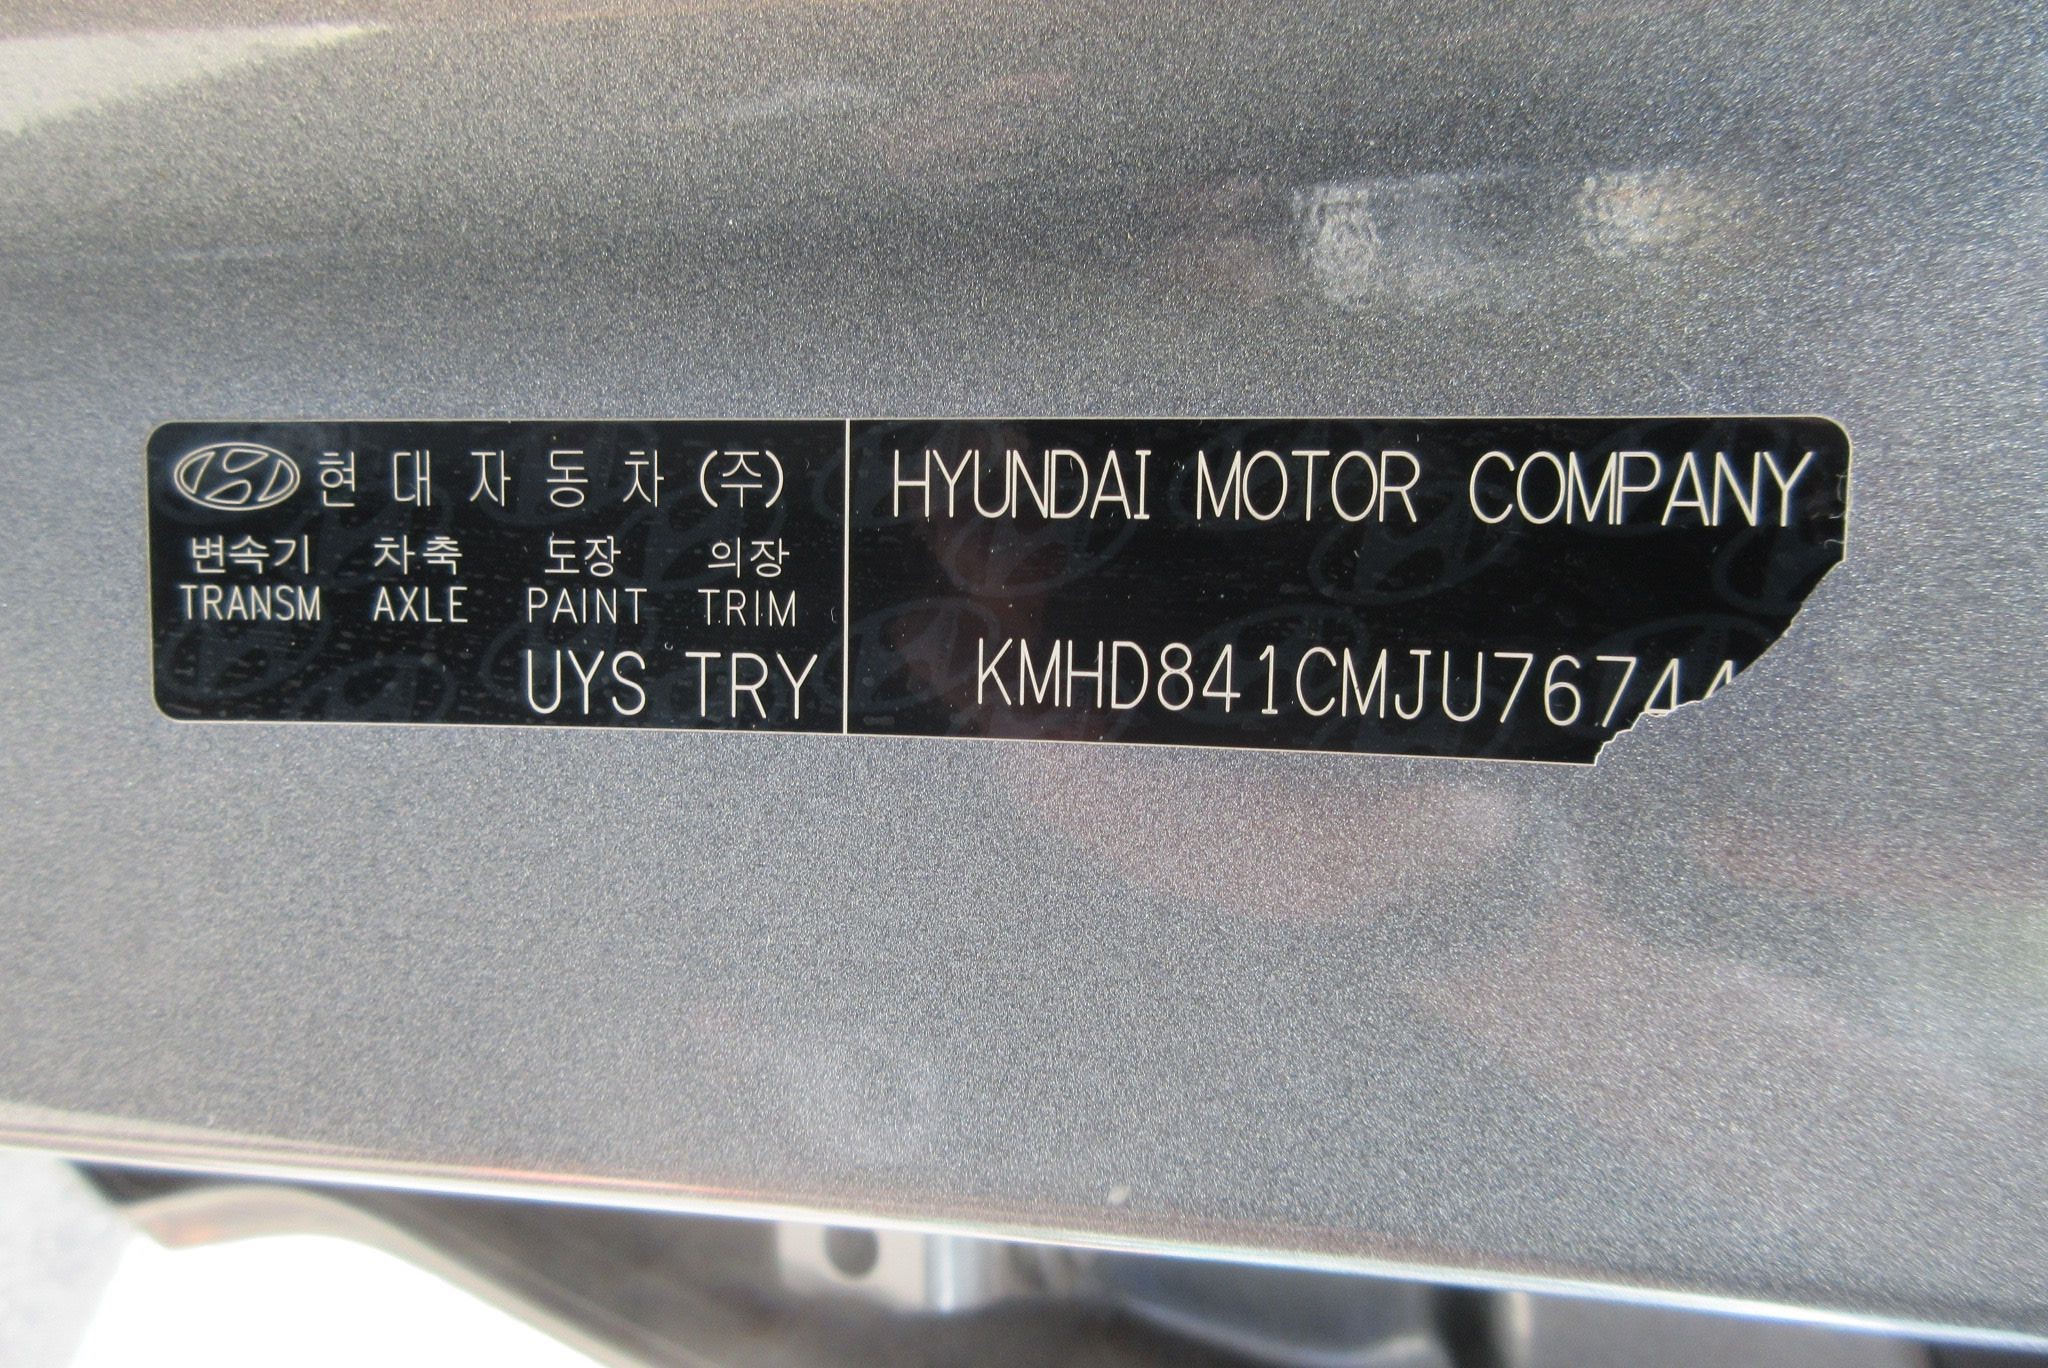 현대자동차(주)
변속기 차축 도장 의장
TRANSM AXLE PAINT TRIM
UYS TRY
HYUNDAI MOTOR COMPANY
KMHD841CMJU76744